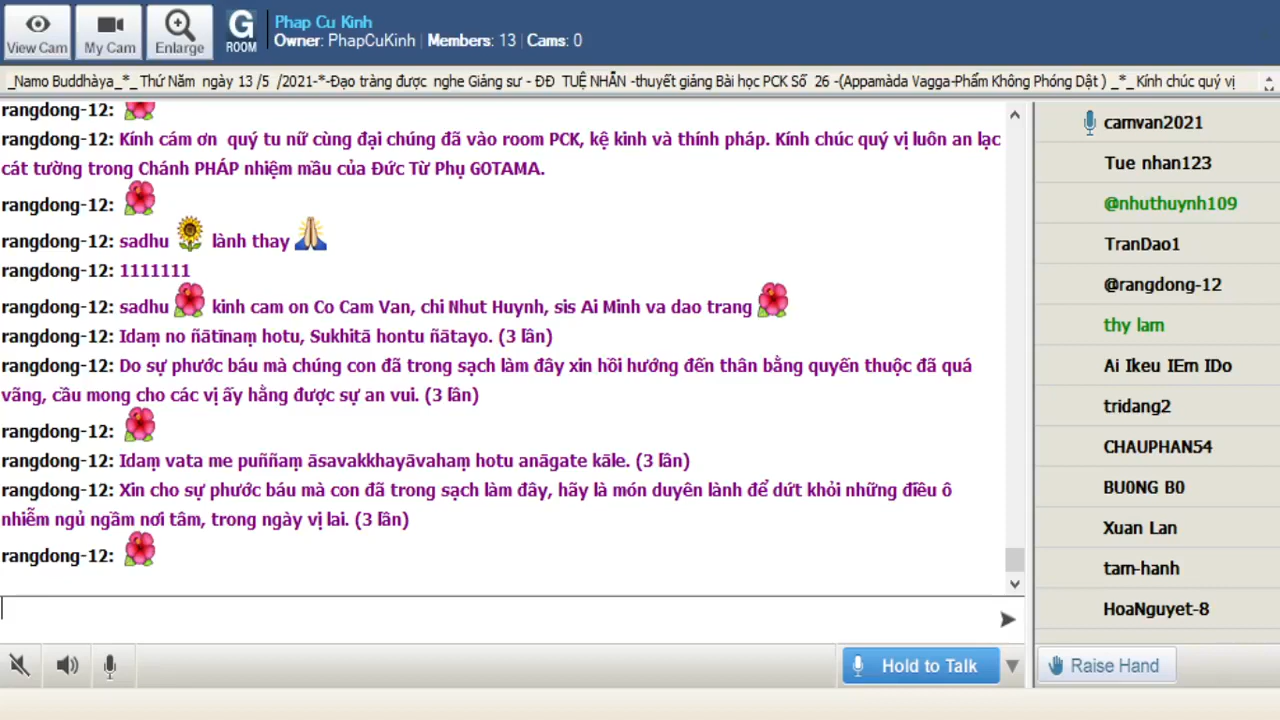 View Cam
My Cam
Enlarge
G
ROOM
Phap Cu Kinh
Owner: PhapCuKinh | Members: 13 | Cams: 0
_Namo Buddhàya_*_ Thứ Năm ngày 13 /5 /2021-*-Đạo tràng được nghe Giảng sư - ĐĐ TUỆ NHẪN -thuyết giảng Bài học PCK Số 26 -(Appamàda Vagga-Phẩm Không Phóng Dật ) _*_ Kính chúc quý vị
rangdong-12:
rangdong-12: Kính cám ơn quý tu nữ cùng đại chúng đã vào room PCK, kệ kinh và thính pháp. Kính chúc quý vị luôn an lạc
cát tường trong Chánh PHÁP nhiệm mầu của Đức Từ Phụ GOTAMA.
rangdong-12:
rangdong-12: sadhu lành thay
rangdong-12: 1111111
rangdong-12: sadhu kinh cam on Co Cam Van, chi Nhut Huynh, sis Ai Minh va dao trang
rangdong-12: Idaṃ no ñātīnaṃ hotu, Sukhitā hontu ñātayo. (3 lần)
rangdong-12: Do sự phước báu mà chúng con đã trong sạch làm đây xin hồi hướng đến thân bằng quyến thuộc đã quá
vãng, cầu mong cho các vị ấy hằng được sự an vui. (3 lần)
rangdong-12:
rangdong-12: Idaṃ vata me puññaṃ āsavakkhayāvahaṃ hotu anāgate kāle. (3 lần)
rangdong-12: Xin cho sự phước báu mà con đã trong sạch làm đây, hãy là món duyên lành để dứt khỏi những điều ô
nhiễm ngủ ngầm nơi tâm, trong ngày vị lai. (3 lần)
rangdong-12:
camvan2021
Tue nhan123
@nhuthuynh109
TranDao1
@rangdong-12
thy lam
Ai Ikeu IEm IDo
tridang2
CHAUPHAN54
BU0NG B0
Xuan Lan
tam-hanh
HoaNguyet-8
Hold to Talk
Raise Hand